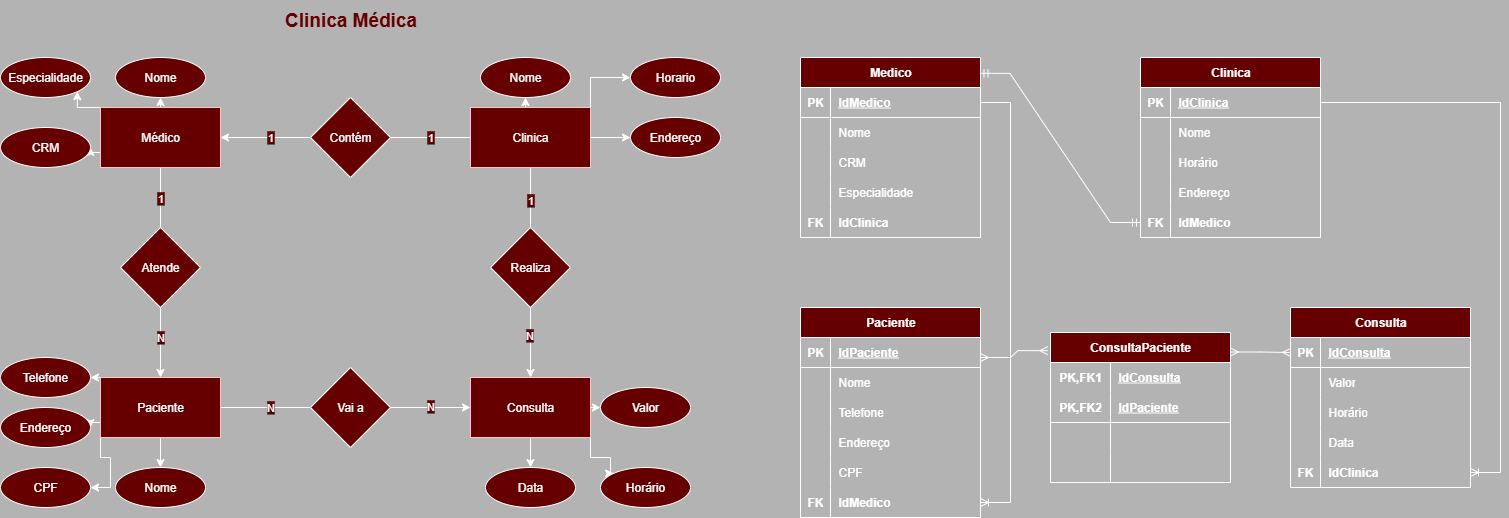 Clinica Médica
Especialidade
Nome
Nome
Horario
CRM
Médico
1
Contém
1
Clinica
Endereço
1
1
Atende
Realiza
N
N
Telefone
Endereço
Paciente
N
Vai a
N
Consulta
Valor
CPF
Nome
Data
Horário
Medico
PK IdMedico
Nome
CRM
Especialidade
FK IdClinica
Clinica
PK IdClinica
Nome
Horário
Endereço
FK IdMedico
Paciente
PK IdPaciente
Nome
Telefone
Endereço
CPF
FK IdMedico
ConsultaPaciente
PK,FK1 IdConsulta
PK,FK2 IdPaciente
Consulta
PK IdConsulta
Valor
Horário
Data
FK IdClinica